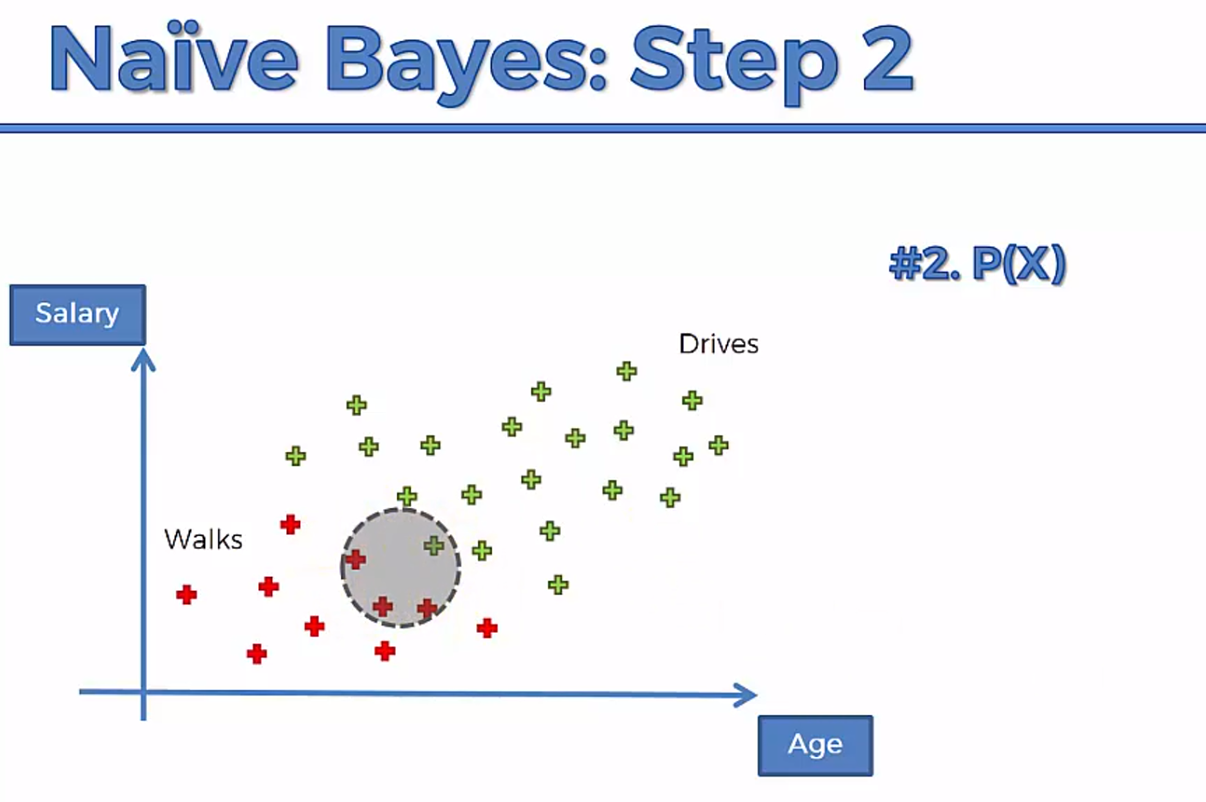 Naïve Bayes: Step 2
#2. P(X)
Salary
Drives
Walks
Age